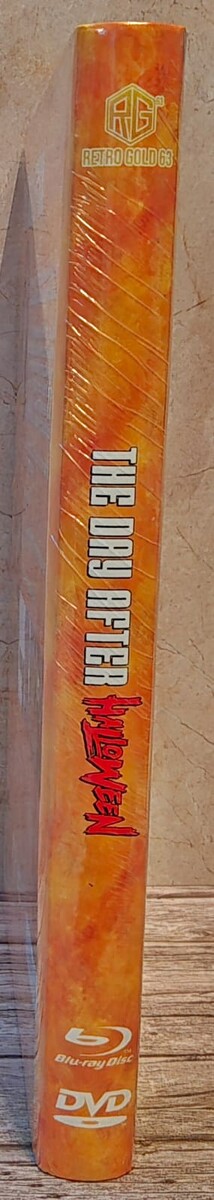 RG
RETRO GOLD 63
THE DAY AFTER
HALLOWEEN
Blu-ray Disc
DVD